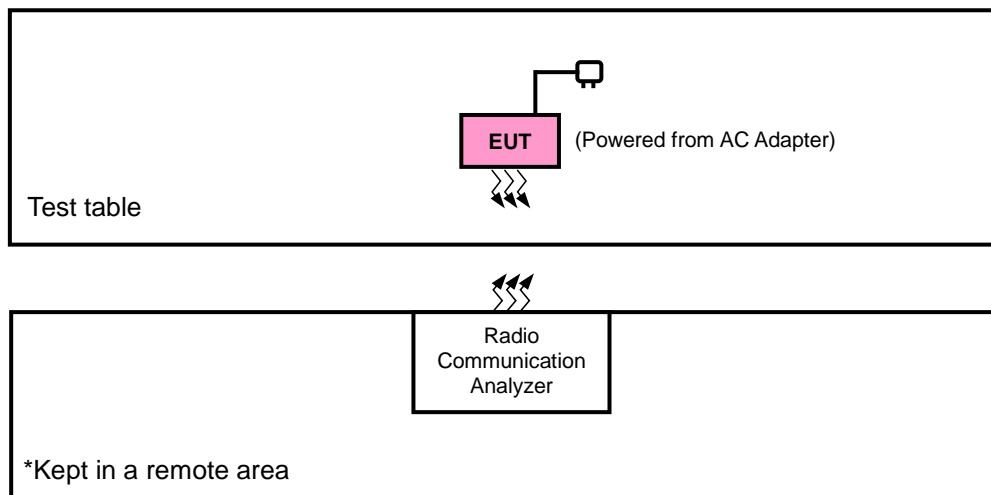 EUT
(Powered from AC Adapter)
Test table
Radio
Communication
Analyzer
*Kept in a remote area